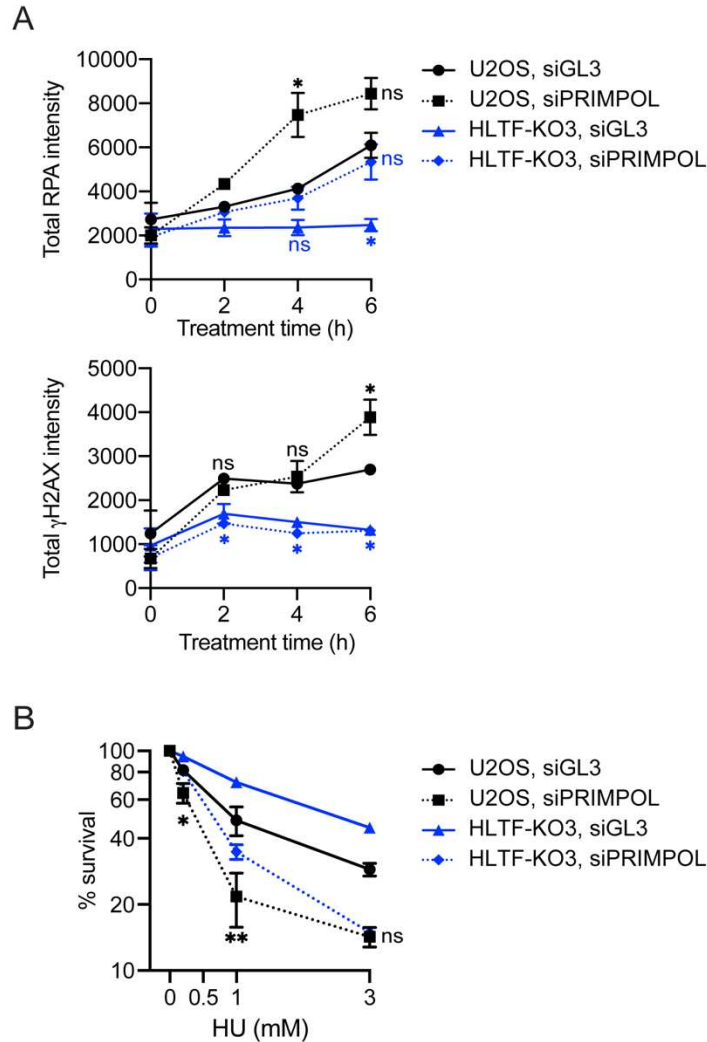 A
10000
8000
6000
4000
2000
0
Total RPA intensity
*
ns
ns
ns
*
0 2 4 6
Treatment time (h)
U2OS, siGL3
U2OS, siPRIMPOL
HLTF-KO3, siGL3
HLTF-KO3, siPRIMPOL
5000
4000
3000
2000
1000
0
Total γH2AX intensity
*
ns
ns
* * *
0 2 4 6
Treatment time (h)
B
100
80
60
40
20
10
% survival
*
**
ns
0 0.5 1 3
HU (mM)
U2OS, siGL3
U2OS, siPRIMPOL
HLTF-KO3, siGL3
HLTF-KO3, siPRIMPOL